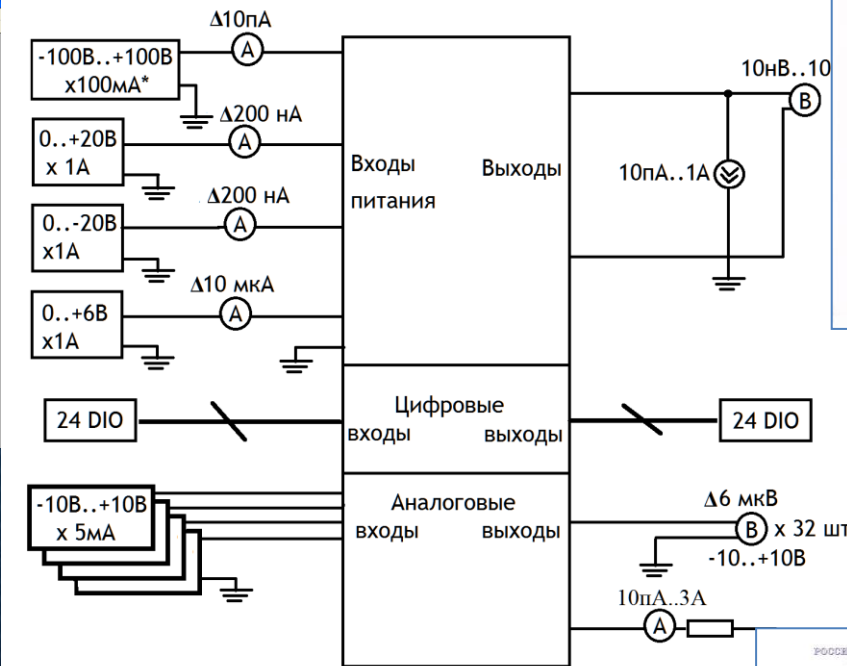 Δ10пА
-100В..+100В
х100мА*
А
10нВ..10
В
Δ200 нА
0..+20В
х 1А
А
Входы
питания
Выходы
10пА..1А
Δ200 нА
0..-20В
х1А
А
Δ10 мкА
0..+6В
х1А
А
24 DIO
Цифровые
входы
выходы
24 DIO
-10В..+10В
х 5мА
Аналоговые
входы
выходы
Δ6 мкВ
В х 32 шт
-10..+10В
10пА..3А
А